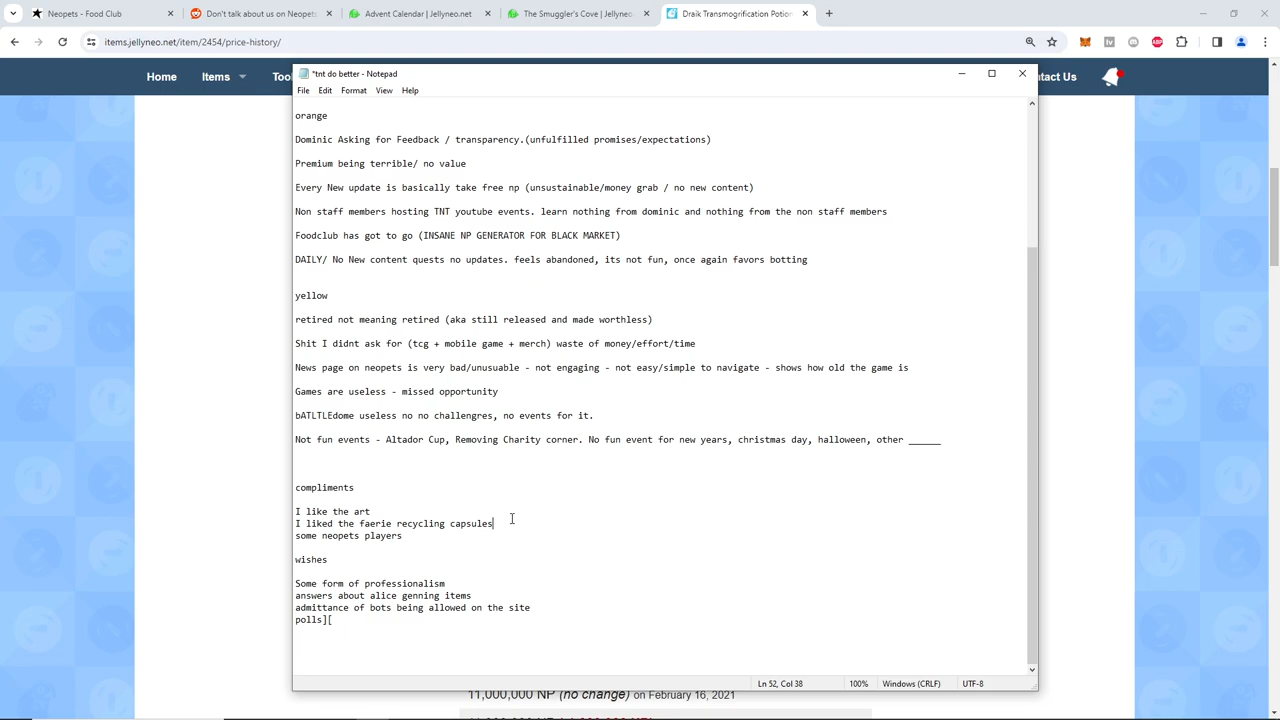 Neopets - Food Club
Don't talk about us on Neopets
Advent Calendar | Jellyneo.net
The Smuggler's Cove | Jellyneo
Draik Transmogrification Potion
items.jellyneo.net/item/2454/price-history/
Home
Items
Tool
ntact Us
*tnt do better - Notepad
File Edit Format View Help
orange
Dominic Asking for Feedback / transparency.(unfulfilled promises/expectations)
Premium being terrible/ no value
Every New update is basically take free np (unsustainable/money grab / no new content)
Non staff members hosting TNT youtube events. learn nothing from dominic and nothing from the non staff members
Foodclub has got to go (INSANE NP GENERATOR FOR BLACK MARKET)
DAILY/ No New content quests no updates. feels abandoned, its not fun, once again favors botting
yellow
retired not meaning retired (aka still released and made worthless)
Shit I didnt ask for (tcg + mobile game + merch) waste of money/effort/time
News page on neopets is very bad/unusuable - not engaging - not easy/simple to navigate - shows how old the game is
Games are useless - missed opportunity
bATLTLEdome useless no no challengres, no events for it.
Not fun events - Altador Cup, Removing Charity corner. No fun event for new years, christmas day, halloween, other ______
compliments
I like the art
I liked the faerie recycling capsules
some neopets players
wishes
Some form of professionalism
answers about alice genning items
admittance of bots being allowed on the site
polls][
Ln 52, Col 38
100%
Windows (CRLF)
UTF-8
11,000,000 NP (no change) on February 16, 2021